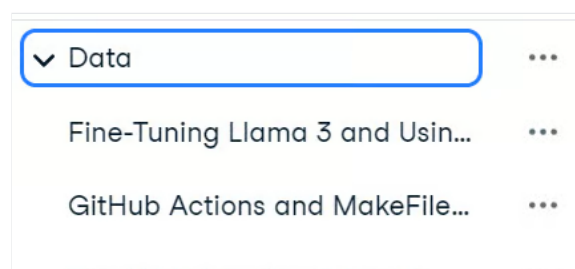 Data
Fine-Tuning Llama 3 and Usin...
GitHub Actions and MakeFile...